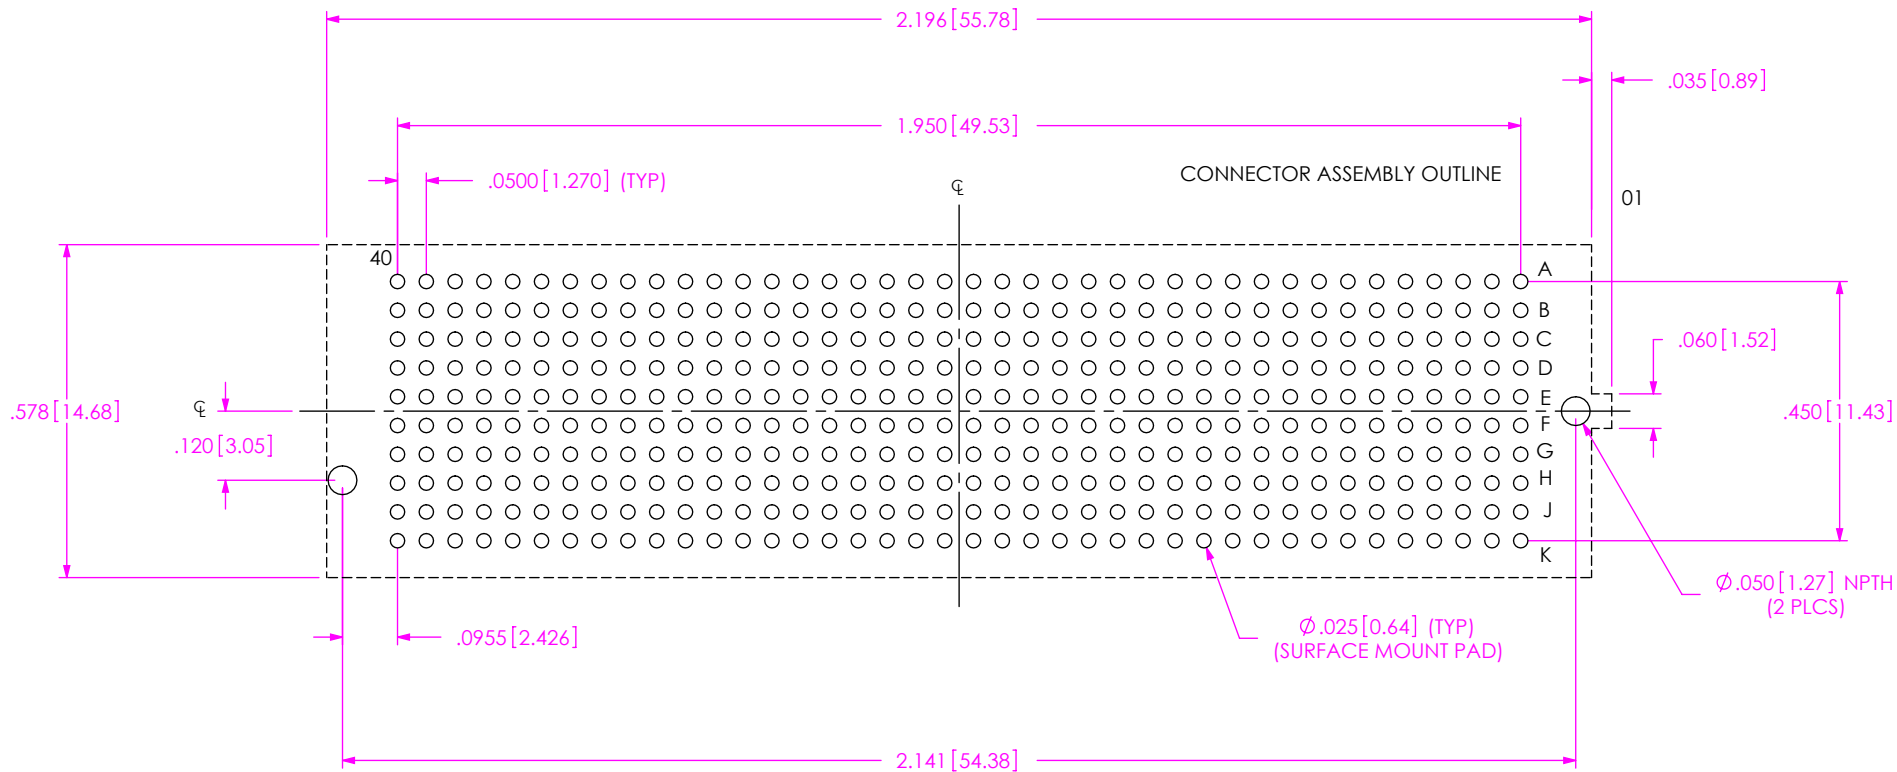 2.196[55.78]
.035[0.89]
1.950[49.53]
CONNECTOR ASSEMBLY OUTLINE
.0500[1.270] (TYP)
℄
01
40
A
B
C
.060[1.52]
D
E
℄
.578[14.68]
.450[11.43]
F
.120[3.05]
G
H
J
K
Ø.050[1.27] NPTH
(2 PLCS)
.0955[2.426]
Ø.025[0.64] (TYP)
(SURFACE MOUNT PAD)
2.141[54.38]